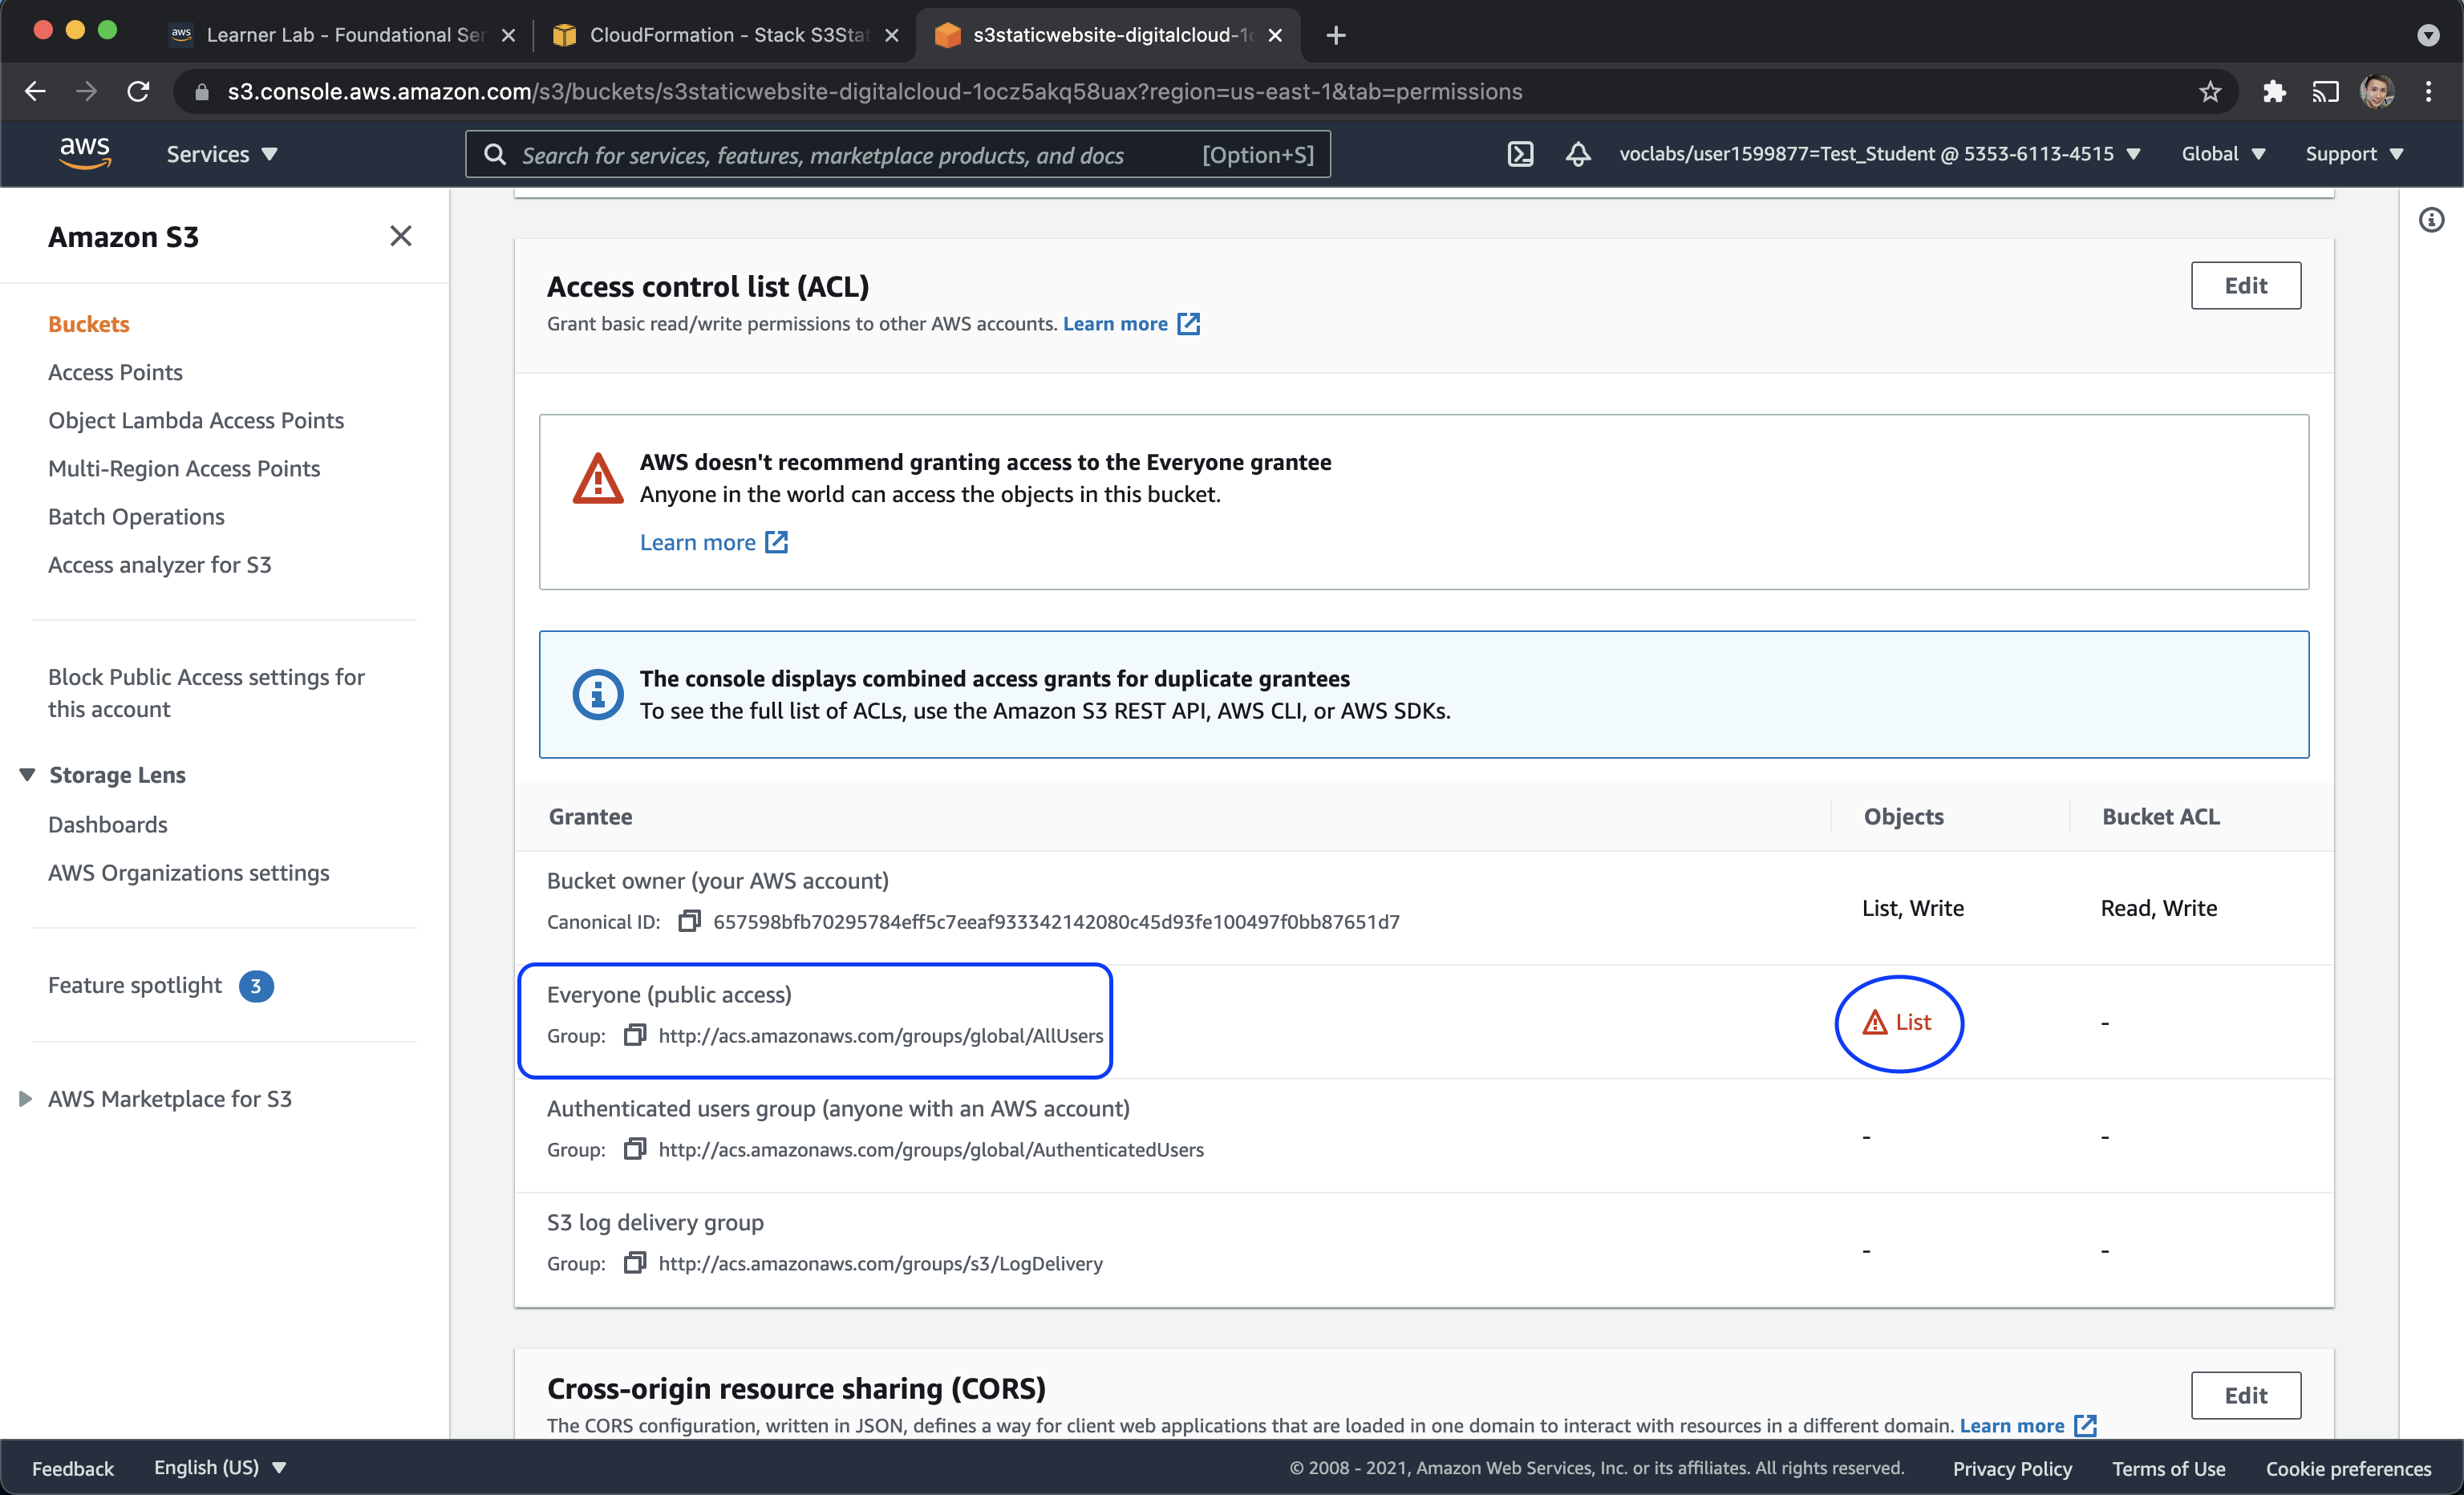 Learner Lab - Foundational Ser
CloudFormation - Stack S3Stat
s3staticwebsite-digitalcloud-1o
s3.console.aws.amazon.com/s3/buckets/s3staticwebsite-digitalcloud-1ocz5akq58uax?region=us-east-1&tab=permissions
aws
Services
Search for services, features, marketplace products, and docs
[Option+S]
voclabs/user1599877=Test_Student @ 5353-6113-4515
Global
Support
Amazon S3
Buckets
Access Points
Object Lambda Access Points
Multi-Region Access Points
Batch Operations
Access analyzer for S3
Block Public Access settings for
this account
Storage Lens
Dashboards
AWS Organizations settings
Feature spotlight 3
AWS Marketplace for S3
Access control list (ACL)
Edit
Grant basic read/write permissions to other AWS accounts. Learn more
AWS doesn't recommend granting access to the Everyone grantee
Anyone in the world can access the objects in this bucket.
Learn more
The console displays combined access grants for duplicate grantees
To see the full list of ACLs, use the Amazon S3 REST API, AWS CLI, or AWS SDKs.
Grantee
Objects
Bucket ACL
Bucket owner (your AWS account)
Canonical ID: 657598bfb70295784eff5c7eeaf933342142080c45d93fe100497f0bb87651d7
List, Write
Read, Write
Everyone (public access)
Group: http://acs.amazonaws.com/groups/global/AllUsers
List
-
Authenticated users group (anyone with an AWS account)
Group: http://acs.amazonaws.com/groups/global/AuthenticatedUsers
-
-
S3 log delivery group
Group: http://acs.amazonaws.com/groups/s3/LogDelivery
-
-
Cross-origin resource sharing (CORS)
Edit
The CORS configuration, written in JSON, defines a way for client web applications that are loaded in one domain to interact with resources in a different domain. Learn more
Feedback
English (US)
© 2008 - 2021, Amazon Web Services, Inc. or its affiliates. All rights reserved.
Privacy Policy
Terms of Use
Cookie preferences